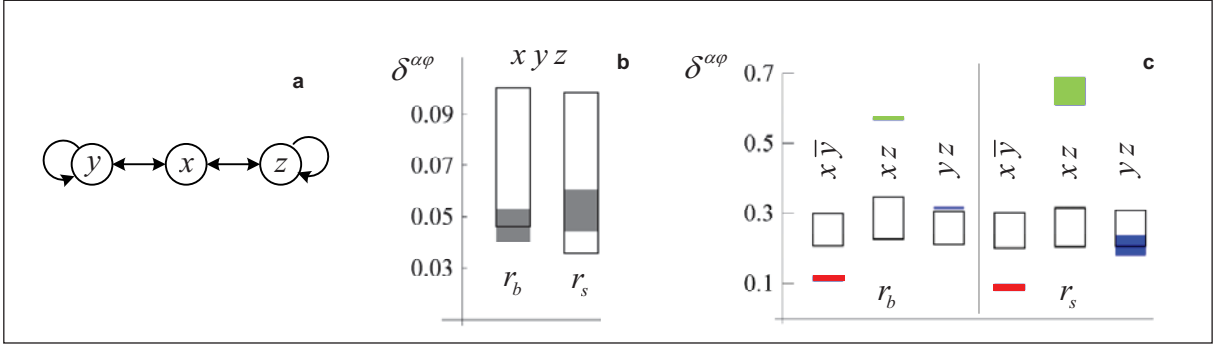 a
y x z
δ^αφ
x y z
b
0.09
0.07
0.05
0.03
r_b r_s
δ^αφ
c
0.7
0.5
0.3
0.1
x y̅
x z
y z
x y̅
x z
y z
r_b r_s